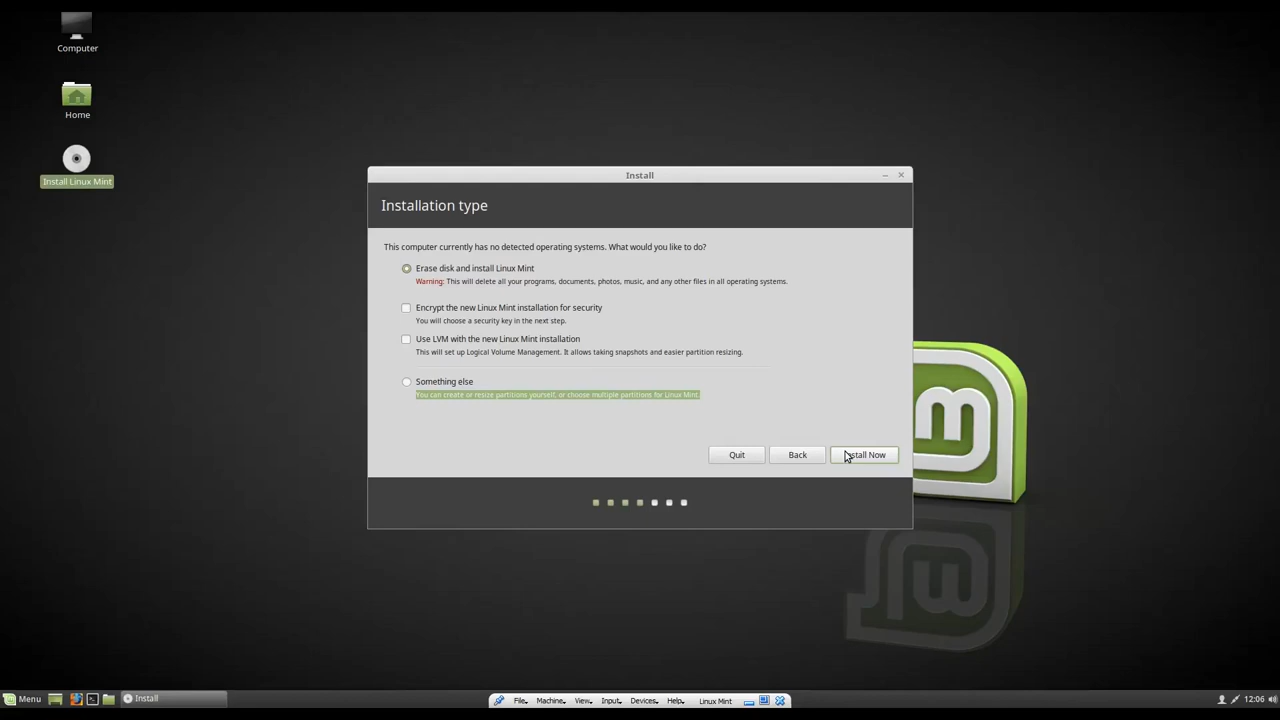 Computer
Home
Install Linux Mint
Install
Installation type
This computer currently has no detected operating systems. What would you like to do?
Erase disk and install Linux Mint
Warning: This will delete all your programs, documents, photos, music, and any other files in all operating systems.
Encrypt the new Linux Mint installation for security
You will choose a security key in the next step.
Use LVM with the new Linux Mint installation
This will set up Logical Volume Management. It allows taking snapshots and easier partition resizing.
Something else
You can create or resize partitions yourself, or choose multiple partitions for Linux Mint.
Quit Back Install Now
Menu Install File Machine View Input Devices Help Linux Mint 12:06